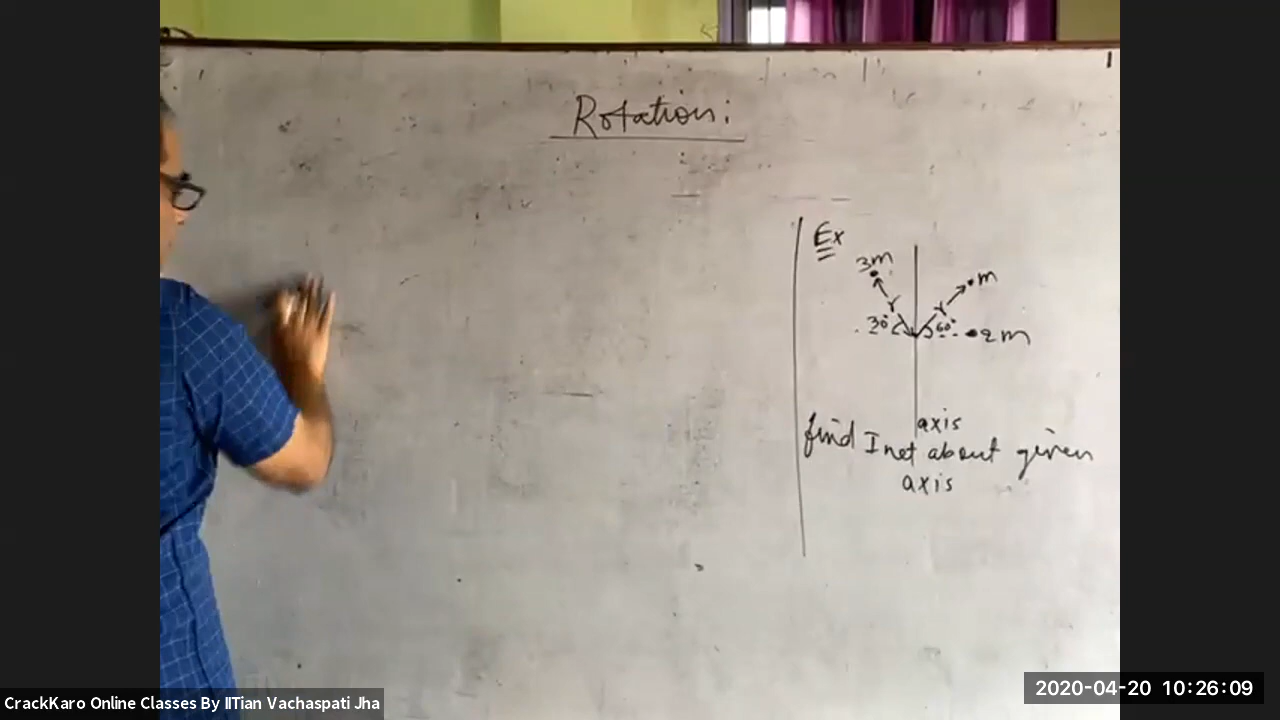 Rotation:
Ex
3m
m
r
r
30°
60°
2m
axis
find I net about given
axis
CrackKaro Online Classes By IITian Vachaspati Jha
2020-04-20 10:26:09